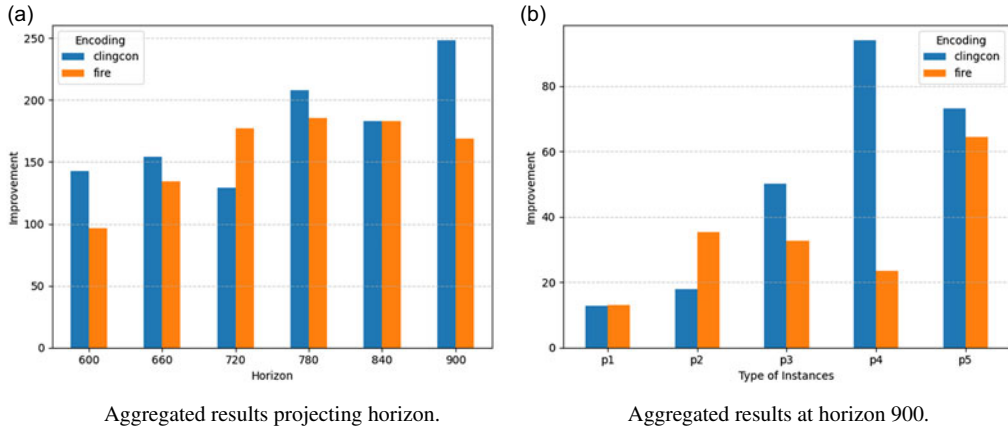 (a)
Encoding
clingcon
fire
250
200
150
100
50
0
Improvement
600 660 720 780 840 900
Horizon
Aggregated results projecting horizon.
(b)
Encoding
clingcon
fire
80
60
40
20
0
Improvement
p1 p2 p3 p4 p5
Type of Instances
Aggregated results at horizon 900.